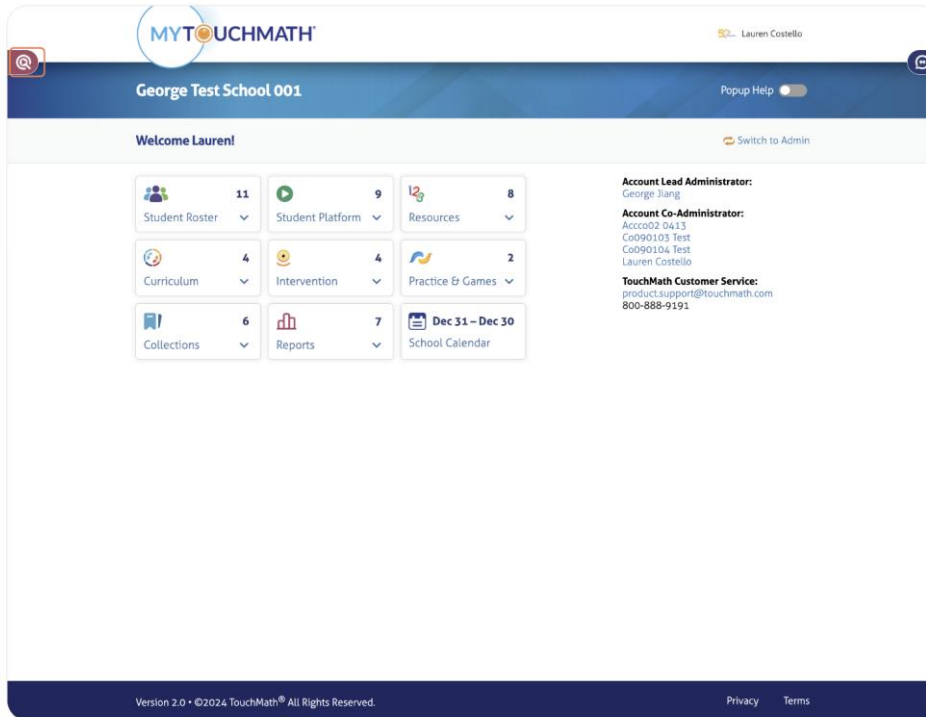 MYTOUCHMATH®
Lauren Costello
George Test School 001
Popup Help
Welcome Lauren!
Switch to Admin
11
Student Roster
9
Student Platform
123
8
Resources
4
Curriculum
4
Intervention
2
Practice & Games
6
Collections
7
Reports
Dec 31 – Dec 30
School Calendar
Account Lead Administrator:
George Jiang
Account Co-Administrator:
Accco02 0413
Co090103 Test
Co090104 Test
Lauren Costello
TouchMath Customer Service:
product.support@touchmath.com
800-888-9191
Version 2.0 • ©2024 TouchMath® All Rights Reserved.
Privacy
Terms